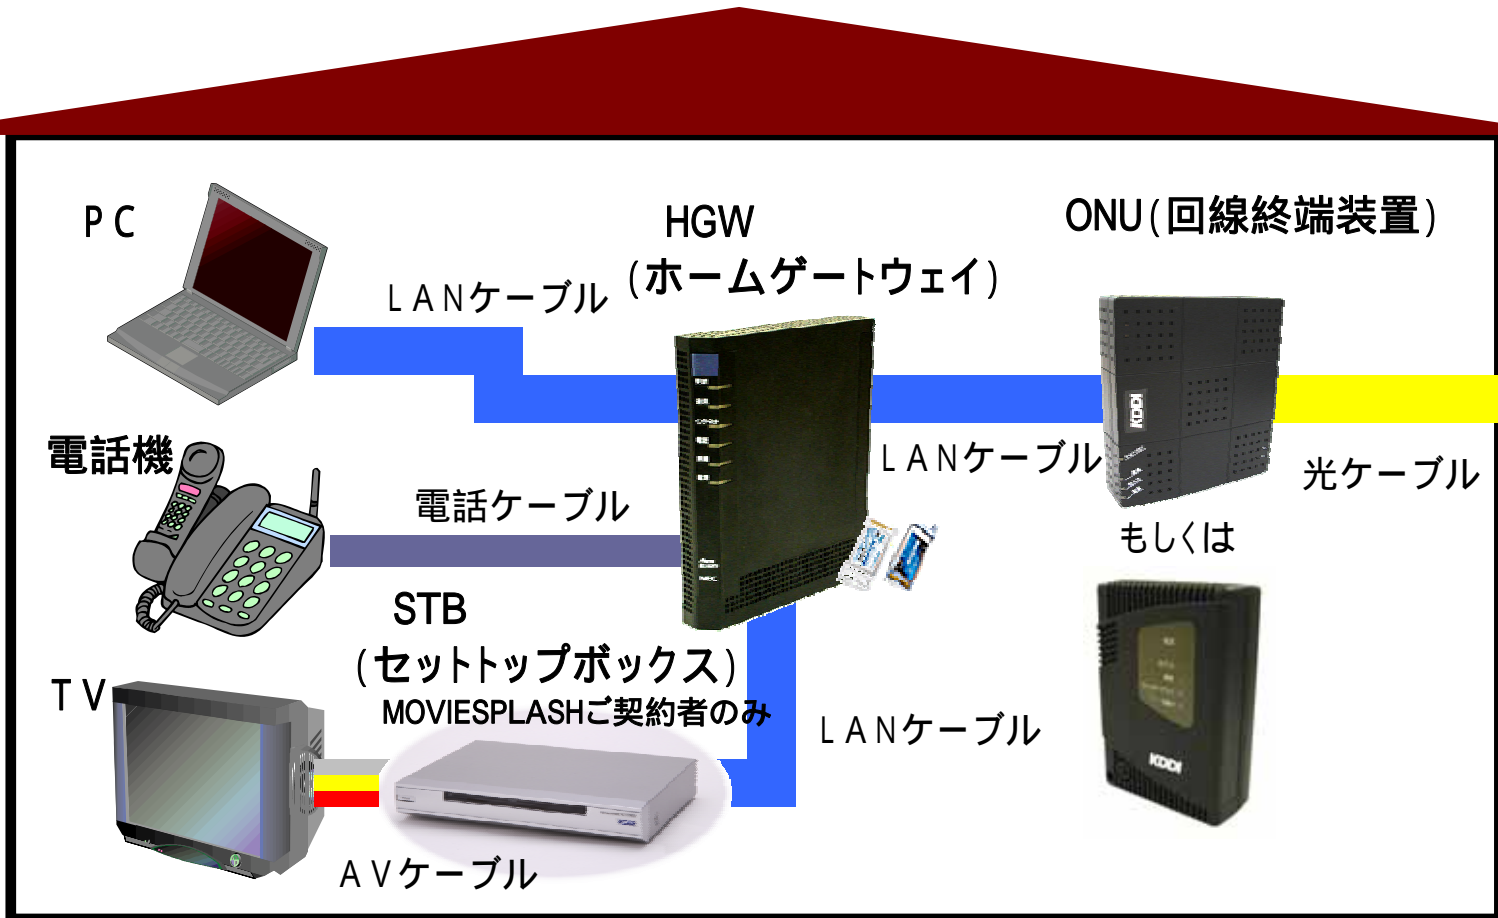 PC
HGW
(ホームゲートウェイ)
ONU(回線終端装置)
LANケーブル
電話機
電話ケーブル
LANケーブル
光ケーブル
もしくは
STB
(セットトップボックス)
MOVIESPLASHご契約者のみ
TV
LANケーブル
AVケーブル
KDDI
KDDI
NEC